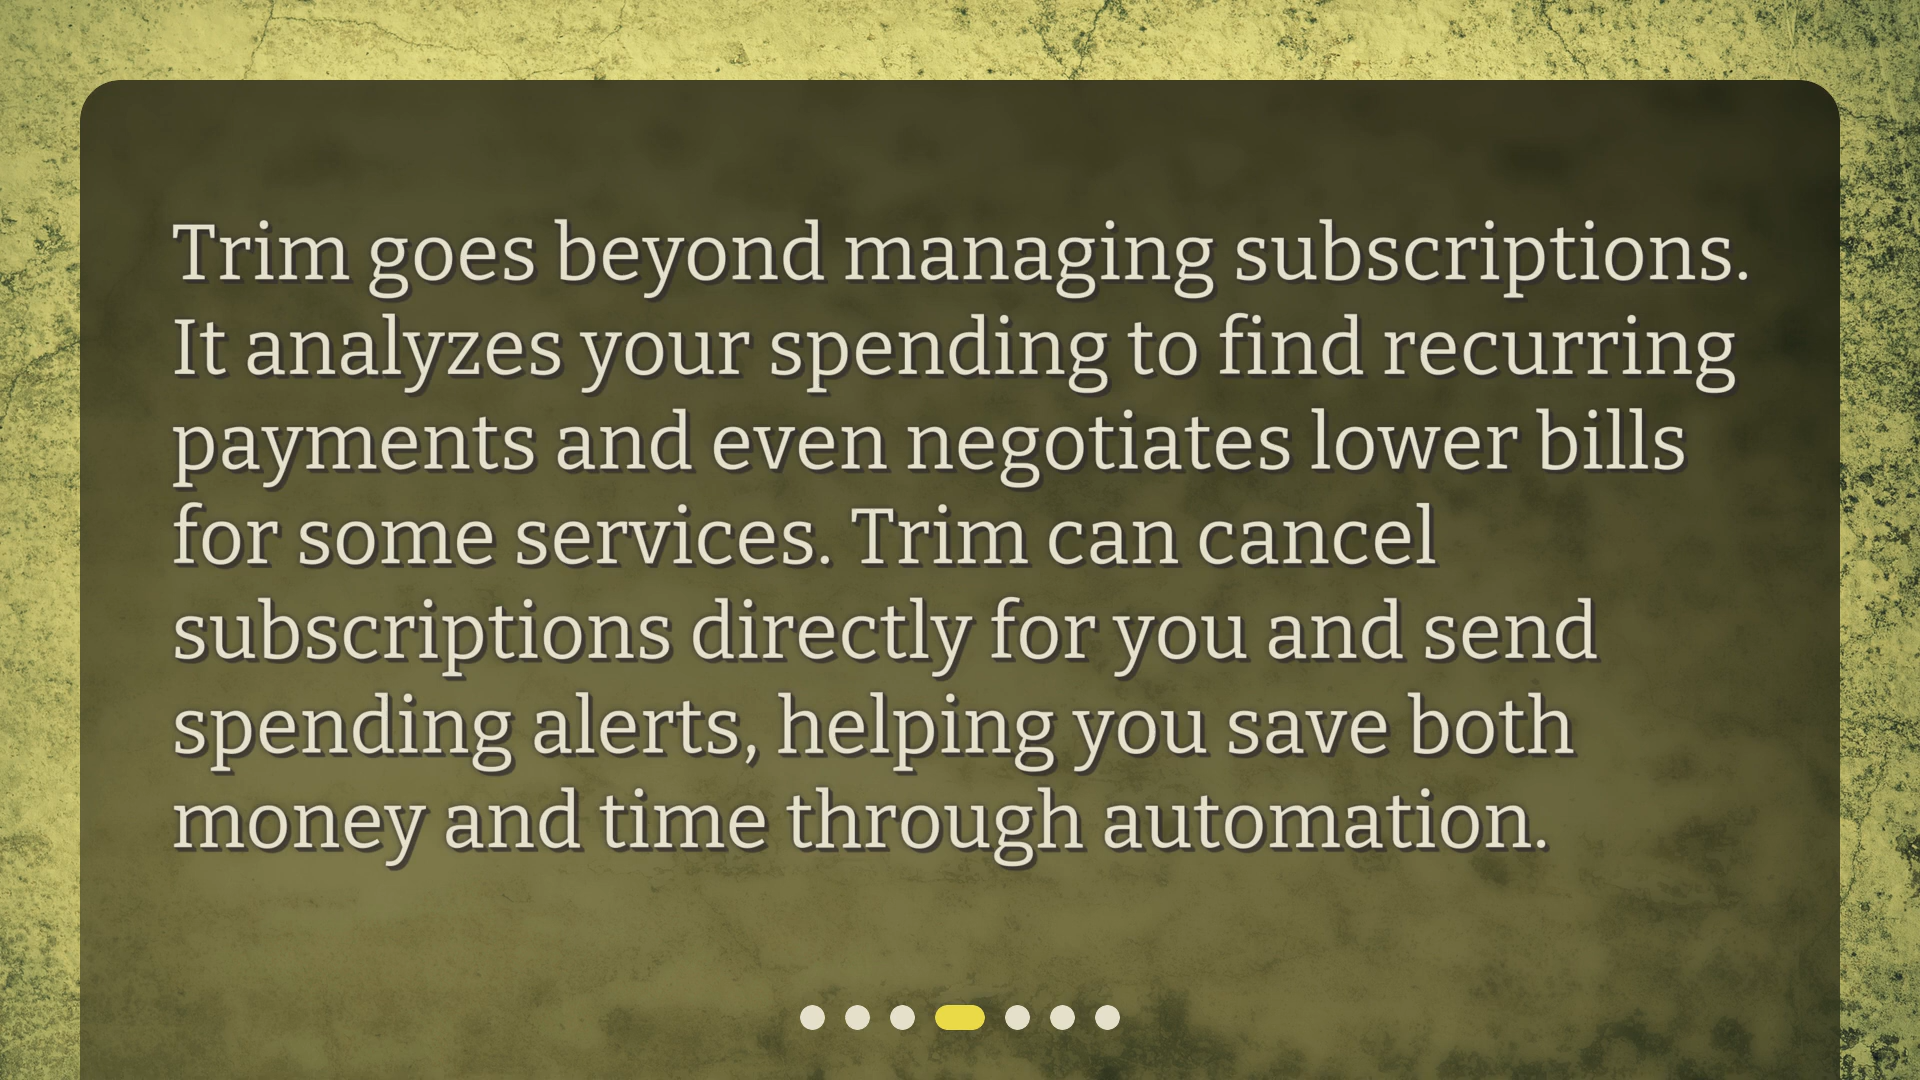 Trim goes beyond managing subscriptions.
It analyzes your spending to find recurring
payments and even negotiates lower bills
for some services. Trim can cancel
subscriptions directly for you and send
spending alerts, helping you save both
money and time through automation.